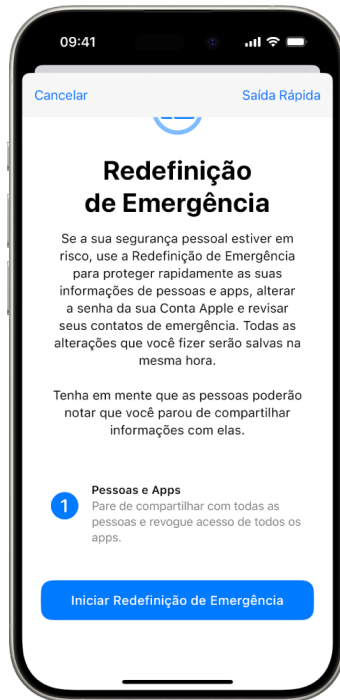 09:41
Cancelar
Saída Rápida
Redefinição
de Emergência
Se a sua segurança pessoal estiver em
risco, use a Redefinição de Emergência
para proteger rapidamente as suas
informações de pessoas e apps, alterar
a senha da sua Conta Apple e revisar
seus contatos de emergência. Todas as
alterações que você fizer serão salvas na
mesma hora.
Tenha em mente que as pessoas poderão
notar que você parou de compartilhar
informações com elas.
1
Pessoas e Apps
Pare de compartilhar com todas as
pessoas e revogue acesso de todos os
apps.
Iniciar Redefinição de Emergência